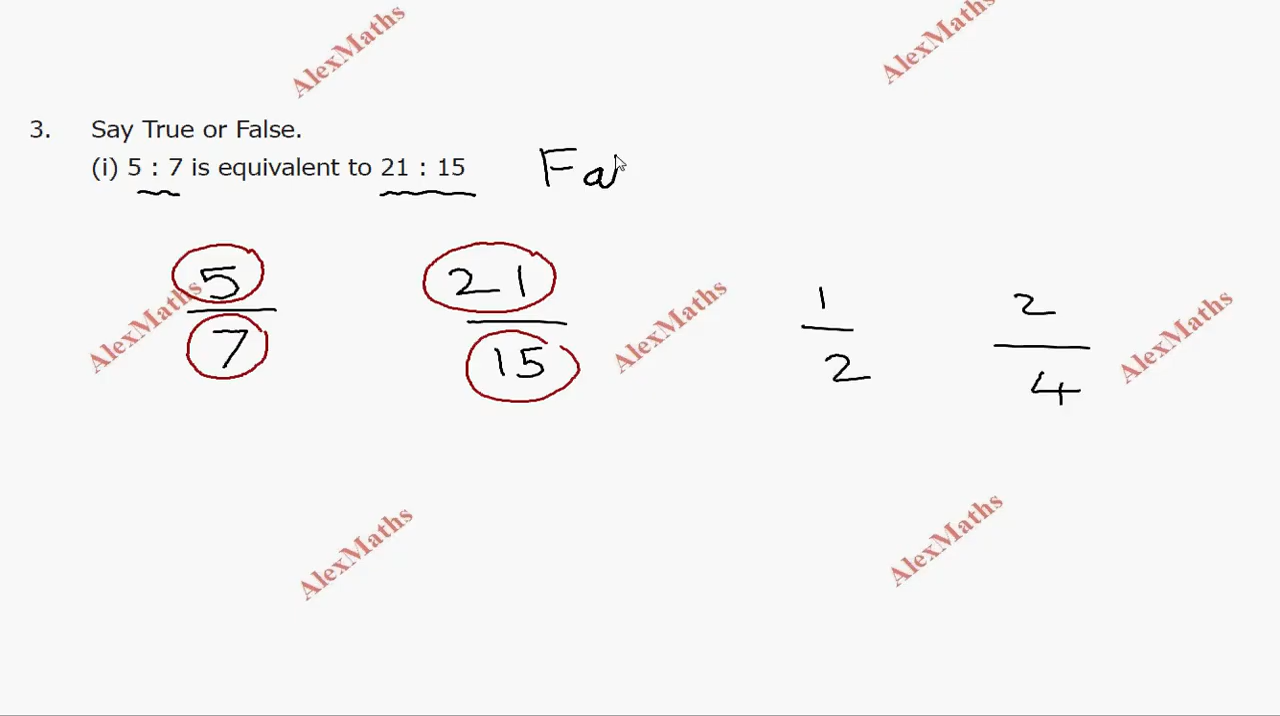 AlexMaths
AlexMaths
3. Say True or False.
(i) 5 : 7 is equivalent to 21 : 15 Fa
5 21 1 2
7 15 2 4
AlexMaths
AlexMaths
AlexMaths
AlexMaths
AlexMaths